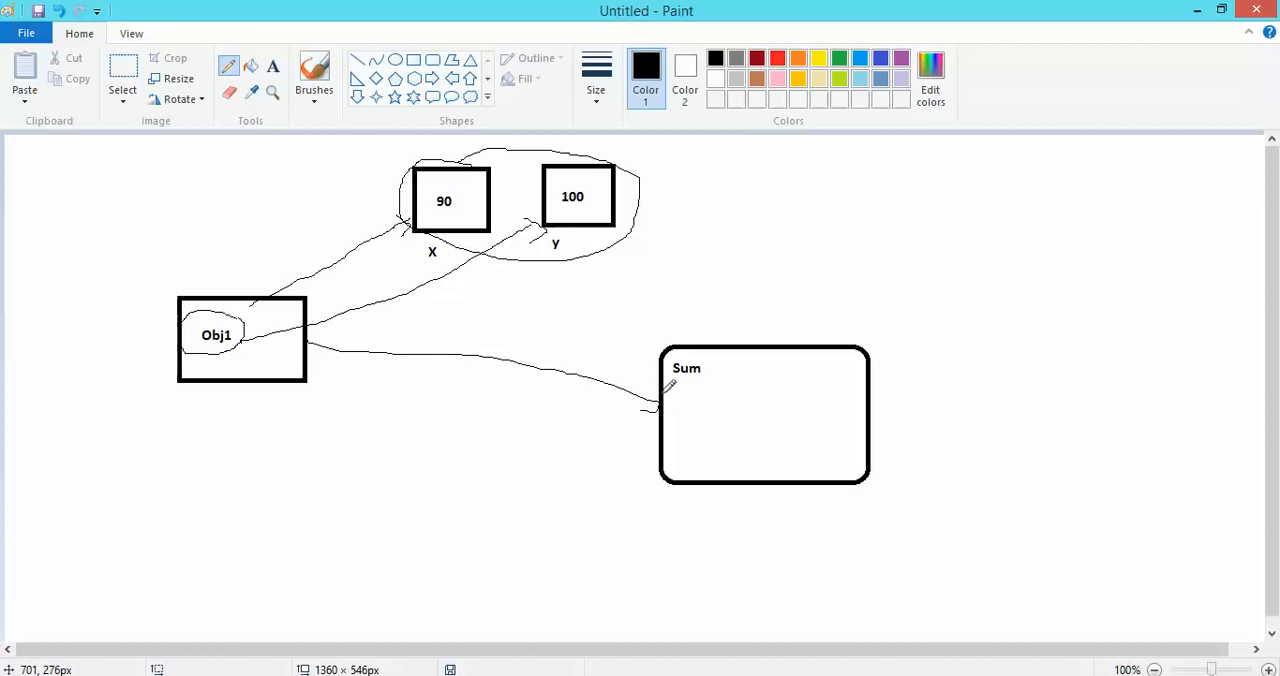 Untitled - Paint
File
Home
View
Paste
Cut
Copy
Clipboard
Select
Crop
Resize
Rotate
Image
A
Tools
Brushes
Outline
Fill
Shapes
Size
Color
1
Color
2
Edit
colors
Colors
90
100
X
y
Obj1
Sum
701, 276px
1360 × 546px
100%